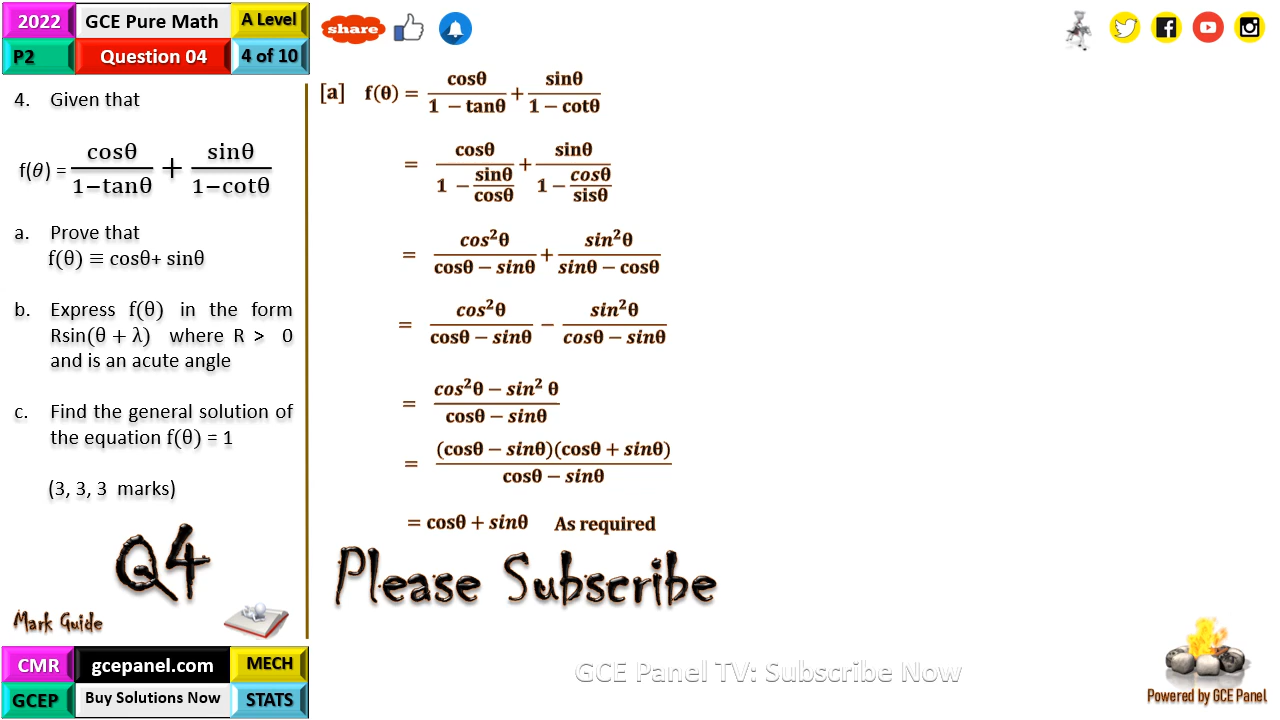 2022 GCE Pure Math A Level
P2 Question 04 4 of 10
share
4. Given that
f(θ) = cosθ/1−tanθ + sinθ/1−cotθ
a. Prove that
f(θ) ≡ cosθ+ sinθ
b. Express f(θ) in the form
Rsin(θ + λ) where R > 0
and is an acute angle
c. Find the general solution of
the equation f(θ) = 1
(3, 3, 3 marks)
Q4
Mark Guide
CMR gcepanel.com MECH
GCEP Buy Solutions Now STATS
[a] f(θ) = cosθ/1 − tanθ + sinθ/1 − cotθ
= cosθ/1 − sinθ/cosθ + sinθ/1 − cosθ/sisθ
= cos²θ/cosθ − sinθ + sin²θ/sinθ − cosθ
= cos²θ/cosθ − sinθ − sin²θ/cosθ − sinθ
= cos²θ − sin² θ/cosθ − sinθ
= (cosθ − sinθ)(cosθ + sinθ)/cosθ − sinθ
= cosθ + sinθ As required
Please Subscribe
GCE Panel TV: Subscribe Now
Powered by GCE Panel